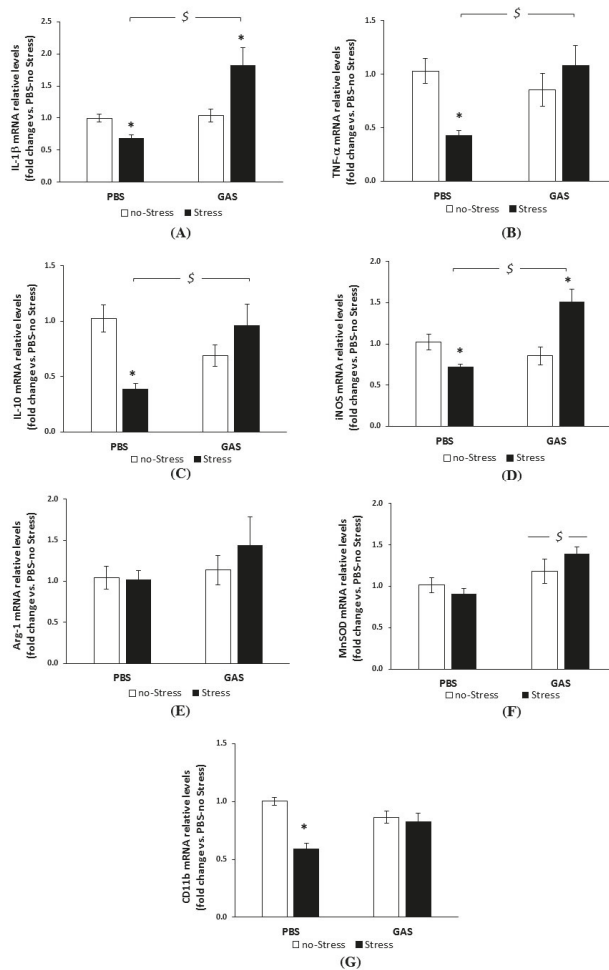 IL-1β mRNA relative levels
(fold change vs. PBS-no Stress)
2.0
1.5
1.0
0.5
0.0
$
*
*
PBS
GAS
no-Stress
Stress
(A)
TNF-α mRNA relative levels
(fold change vs. PBS-no Stress)
1.5
1.0
0.5
0.0
$
*
PBS
GAS
no-Stress
Stress
(B)
IL-10 mRNA relative levels
(fold change vs. PBS-no Stress)
1.5
1.0
0.5
0.0
$
*
PBS
GAS
no-Stress
Stress
(C)
iNOS mRNA relative levels
(fold change vs. PBS-no Stress)
2.0
1.5
1.0
0.5
0.0
$
*
*
PBS
GAS
no-Stress
Stress
(D)
Arg-1 mRNA relative levels
(fold change vs. PBS-no Stress)
2.0
1.5
1.0
0.5
0.0
PBS
GAS
no-Stress
Stress
(E)
MnSOD mRNA relative levels
(fold change vs. PBS-no Stress)
2.0
1.5
1.0
0.5
0.0
$
PBS
GAS
no-Stress
Stress
(F)
CD11b mRNA relative levels
(fold change vs. PBS-no Stress)
1.5
1.0
0.5
0.0
*
PBS
GAS
no-Stress
Stress
(G)